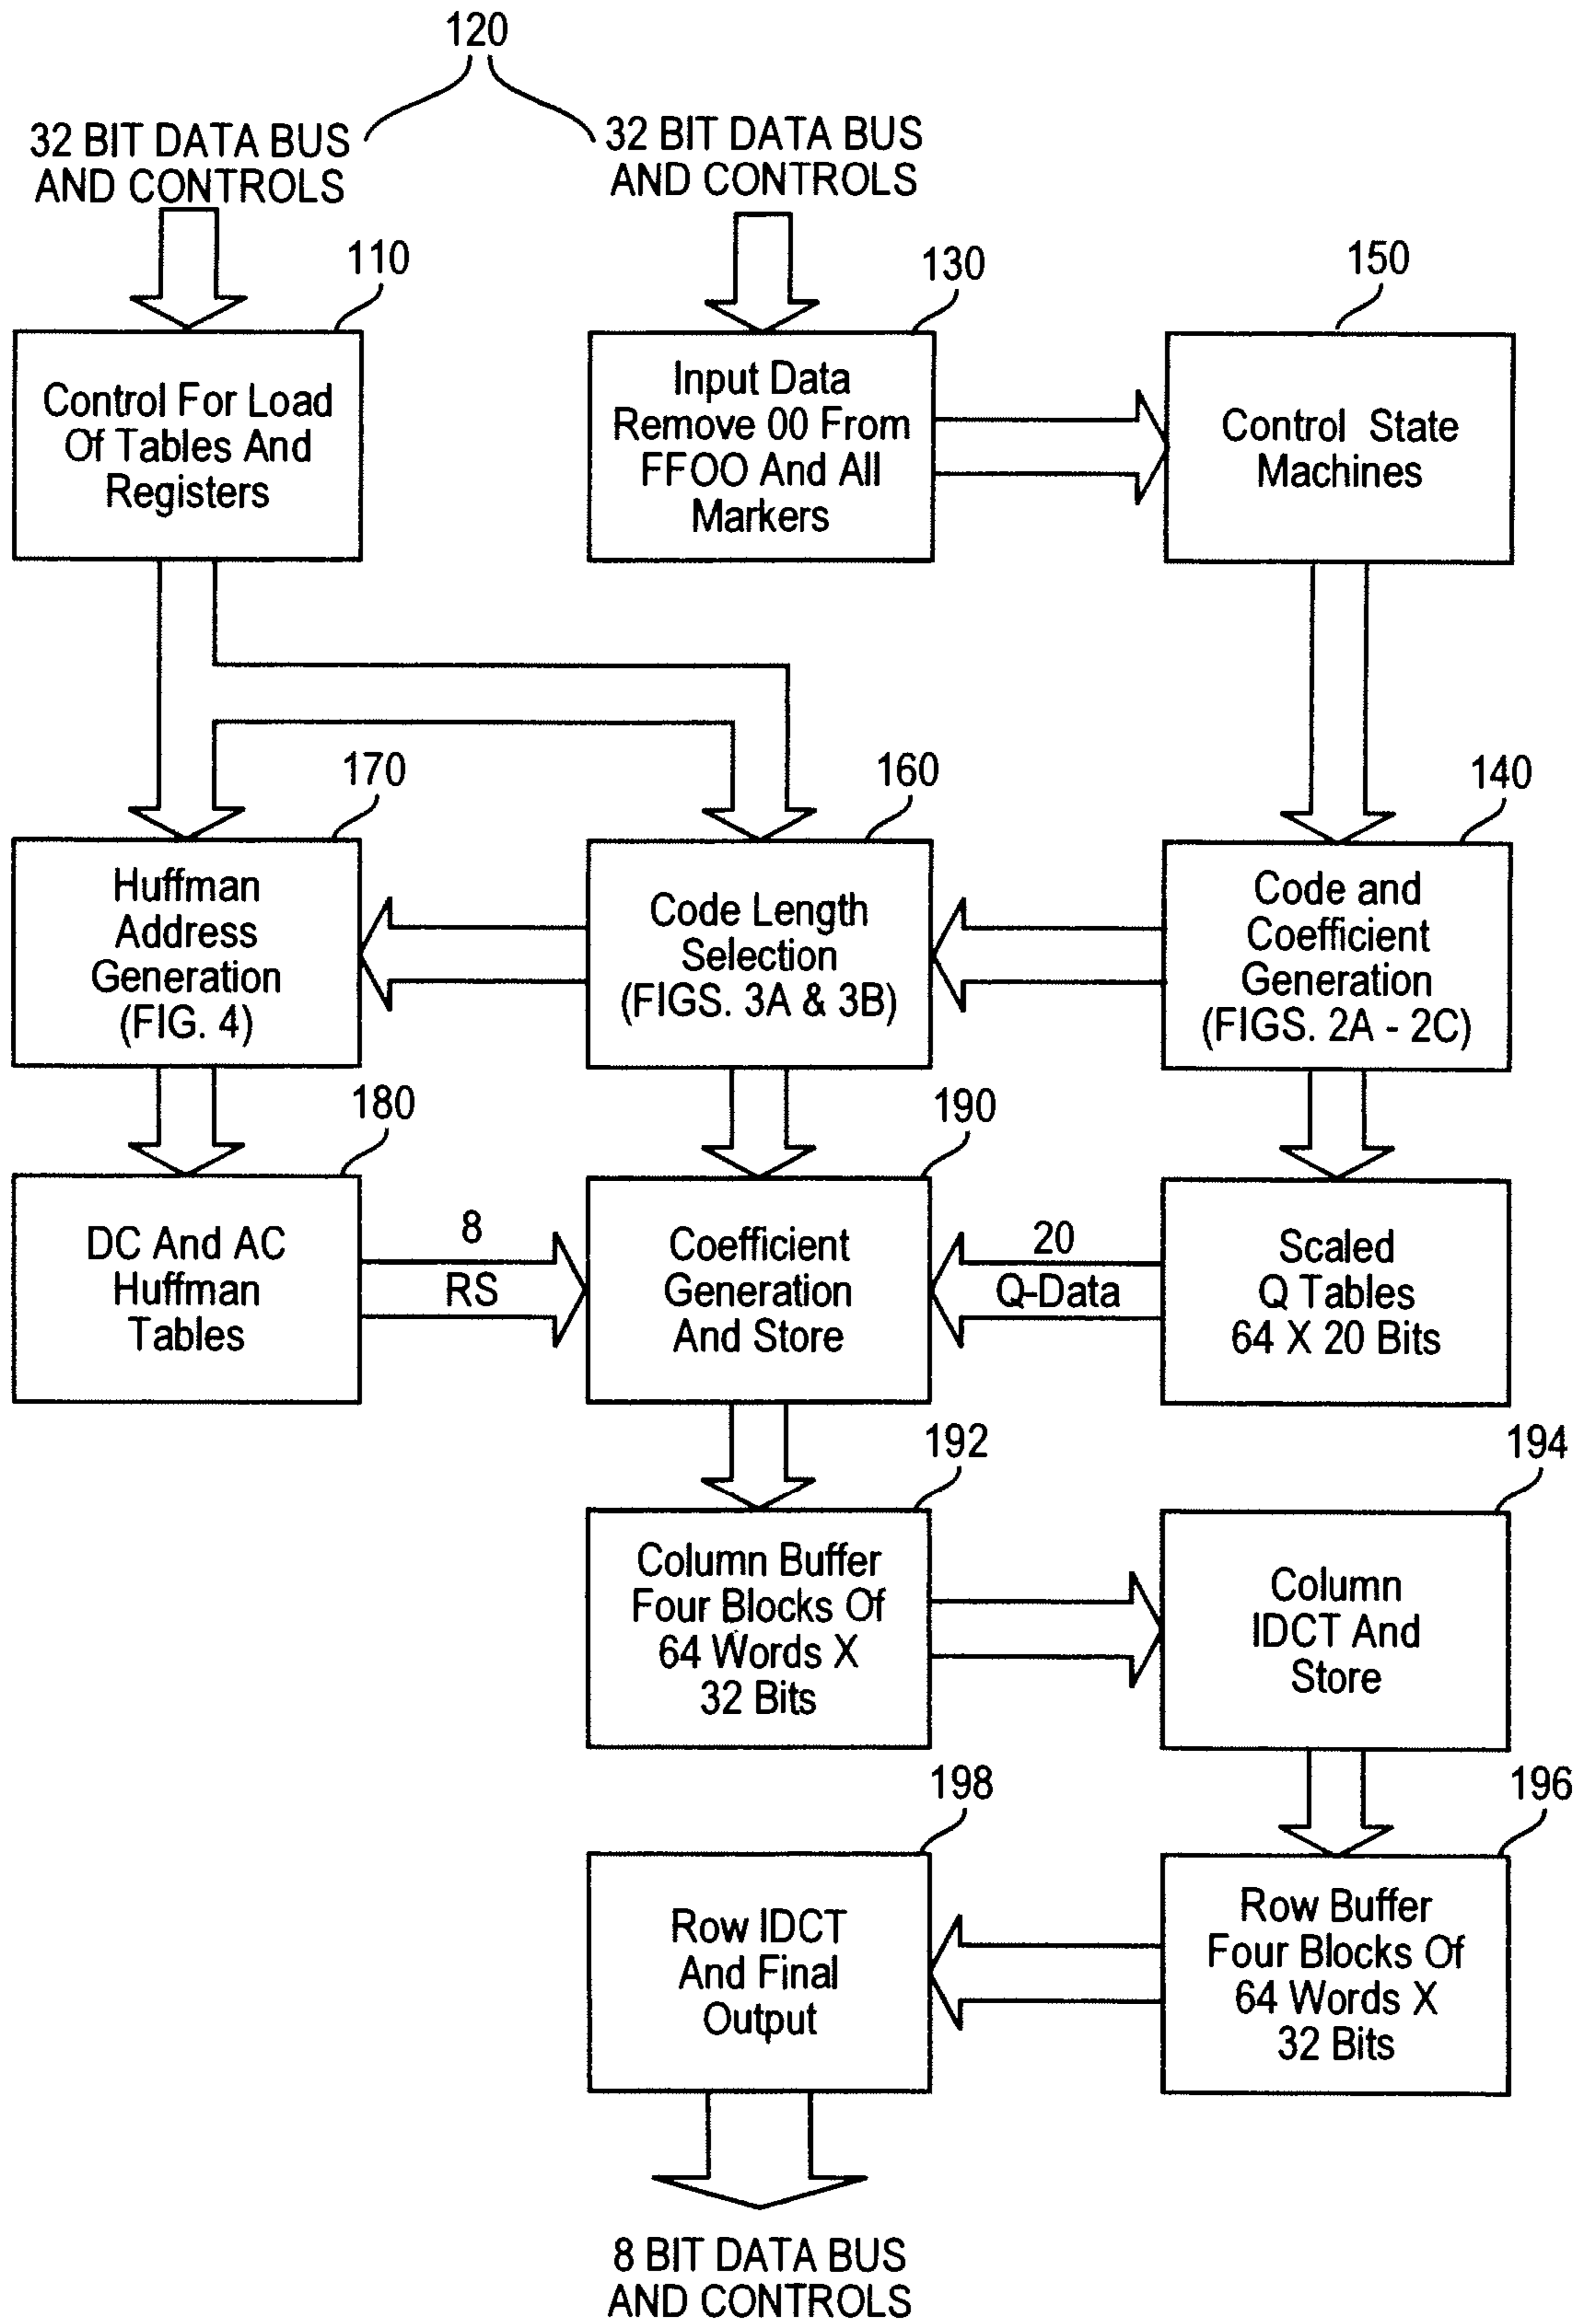 120
32 BIT DATA BUS
AND CONTROLS
32 BIT DATA BUS
AND CONTROLS
110
130
150
Control For Load
Of Tables And
Registers
Input Data
Remove 00 From
FFOO And All
Markers
Control State
Machines
170
160
140
Huffman
Address
Generation
(FIG. 4)
Code Length
Selection
(FIGS. 3A & 3B)
Code and
Coefficient
Generation
(FIGS. 2A - 2C)
180
190
DC And AC
Huffman
Tables
8
RS
Coefficient
Generation
And Store
20
Q-Data
Scaled
Q Tables
64 X 20 Bits
192
194
Column Buffer
Four Blocks Of
64 Words X
32 Bits
Column
IDCT And
Store
198
196
Row IDCT
And Final
Output
Row Buffer
Four Blocks Of
64 Words X
32 Bits
8 BIT DATA BUS
AND CONTROLS